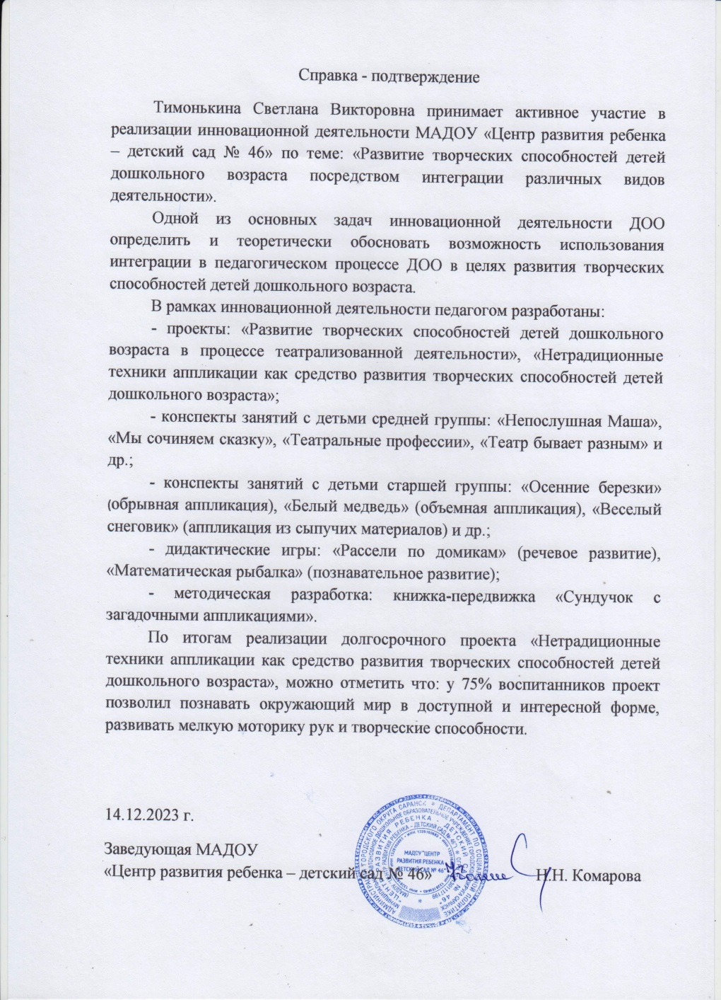 Справка - подтверждение
Тимонькина Светлана Викторовна принимает активное участие в
реализации инновационной деятельности МАДОУ «Центр развития ребенка
– детский сад № 46» по теме: «Развитие творческих способностей детей
дошкольного возраста посредством интеграции различных видов
деятельности».
Одной из основных задач инновационной деятельности ДОО
определить и теоретически обосновать возможность использования
интеграции в педагогическом процессе ДОО в целях развития творческих
способностей детей дошкольного возраста.
В рамках инновационной деятельности педагогом разработаны:
- проекты: «Развитие творческих способностей детей дошкольного
возраста в процессе театрализованной деятельности», «Нетрадиционные
техники аппликации как средство развития творческих способностей детей
дошкольного возраста»;
- конспекты занятий с детьми средней группы: «Непослушная Маша»,
«Мы сочиняем сказку», «Театральные профессии», «Театр бывает разным» и
др.;
- конспекты занятий с детьми старшей группы: «Осенние березки»
(обрывная аппликация), «Белый медведь» (объемная аппликация), «Веселый
снеговик» (аппликация из сыпучих материалов) и др.;
- дидактические игры: «Рассели по домикам» (речевое развитие),
«Математическая рыбалка» (познавательное развитие);
- методическая разработка: книжка-передвижка «Сундучок с
загадочными аппликациями».
По итогам реализации долгосрочного проекта «Нетрадиционные
техники аппликации как средство развития творческих способностей детей
дошкольного возраста», можно отметить что: у 75% воспитанников проект
позволил познавать окружающий мир в доступной и интересной форме,
развивать мелкую моторику рук и творческие способности.
14.12.2023 г.
Заведующая МАДОУ
«Центр развития ребенка – детский сад № 46» Н.Н. Комарова
МАДОУ "ЦЕНТР
РАЗВИТИЯ РЕБЕНКА -
ДЕТСКИЙ САД № 46"